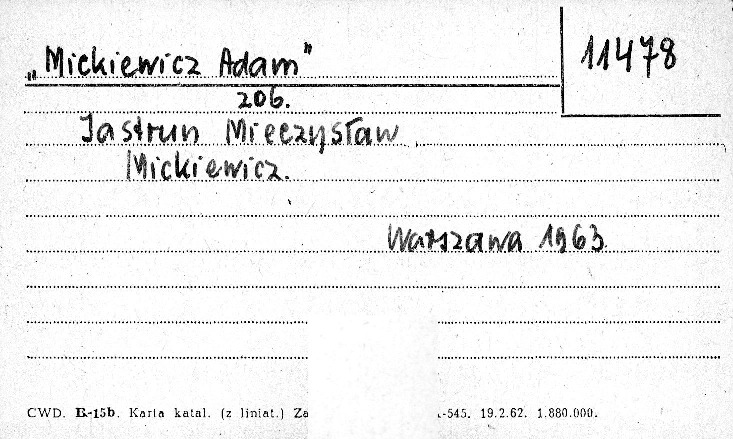 „Mickiewicz Adam"
11478
206.
Jastrun Mieczysław
Mickiewicz.
Warszawa 1963
CWD. B-15b. Karta katal. (z liniat.) Za -545. 19.2.62. 1.880.000.